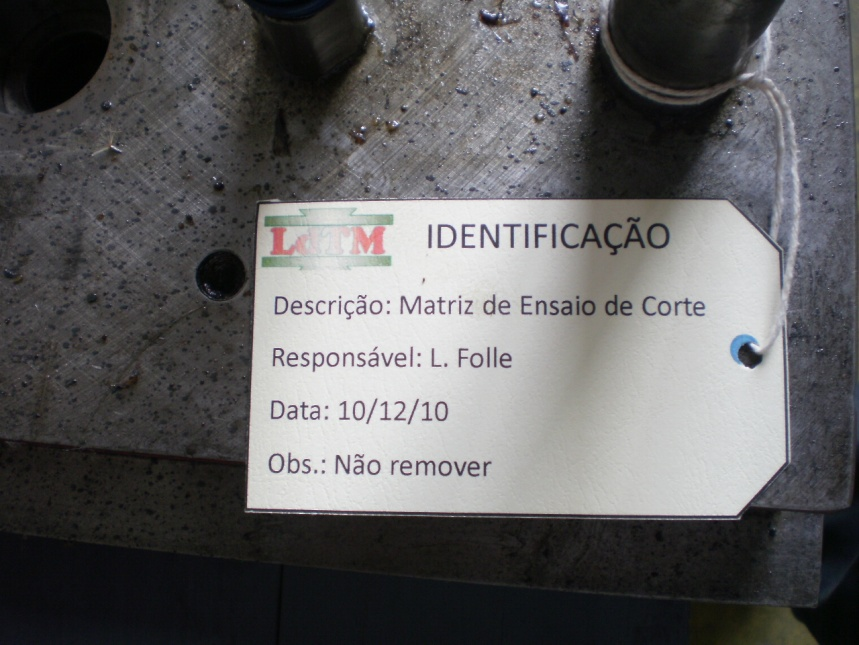 LdTM
IDENTIFICAÇÃO
Descrição: Matriz de Ensaio de Corte
Responsável: L. Folle
Data: 10/12/10
Obs.: Não remover